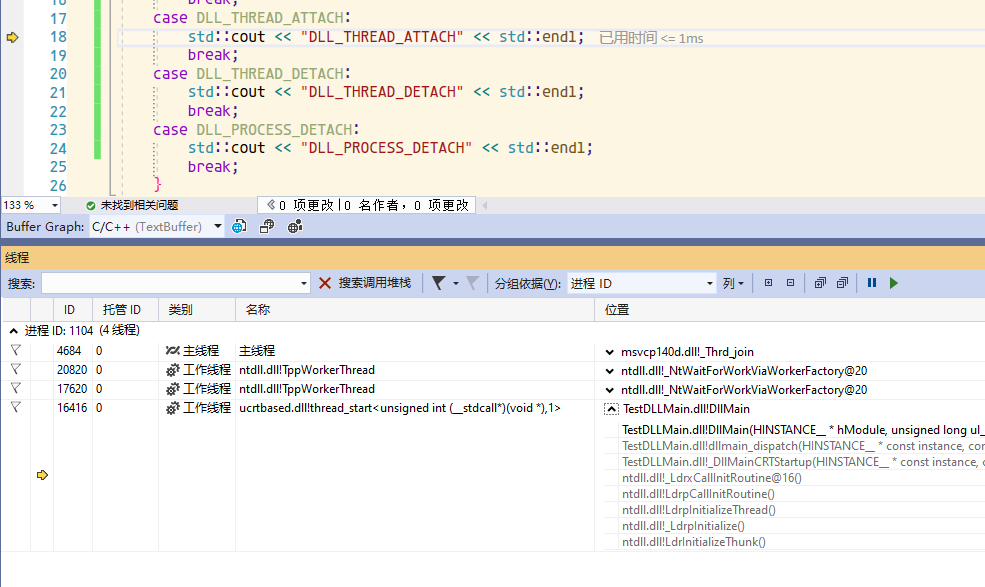 16 break;
17 case DLL_THREAD_ATTACH:
18 std::cout << "DLL_THREAD_ATTACH" << std::endl; 已用时间 <= 1ms
19 break;
20 case DLL_THREAD_DETACH:
21 std::cout << "DLL_THREAD_DETACH" << std::endl;
22 break;
23 case DLL_PROCESS_DETACH:
24 std::cout << "DLL_PROCESS_DETACH" << std::endl;
25 break;
26 }
133 % 未找到相关问题 0 项更改 | 0 名作者，0 项更改
Buffer Graph: C/C++ (TextBuffer)
线程
搜索: 搜索调用堆栈 分组依据(Y): 进程 ID 列
ID 托管 ID 类别 名称 位置
进程 ID: 1104 (4 线程)
4684 0 主线程 主线程 msvcp140d.dll!_Thrd_join
20820 0 工作线程 ntdll.dll!TppWorkerThread ntdll.dll!_NtWaitForWorkViaWorkerFactory@20
17620 0 工作线程 ntdll.dll!TppWorkerThread ntdll.dll!_NtWaitForWorkViaWorkerFactory@20
16416 0 工作线程 ucrtbased.dll!thread_start<unsigned int (__stdcall*)(void *),1> TestDLLMain.dll!DllMain
TestDLLMain.dll!DllMain(HINSTANCE__ * hModule, unsigned long ul_
TestDLLMain.dll!dllmain_dispatch(HINSTANCE__ * const instance, con
TestDLLMain.dll!_DllMainCRTStartup(HINSTANCE__ * const instance, c
ntdll.dll!_LdrxCallInitRoutine@16()
ntdll.dll!LdrpCallInitRoutine()
ntdll.dll!LdrpInitializeThread()
ntdll.dll!_LdrpInitialize()
ntdll.dll!LdrInitializeThunk()